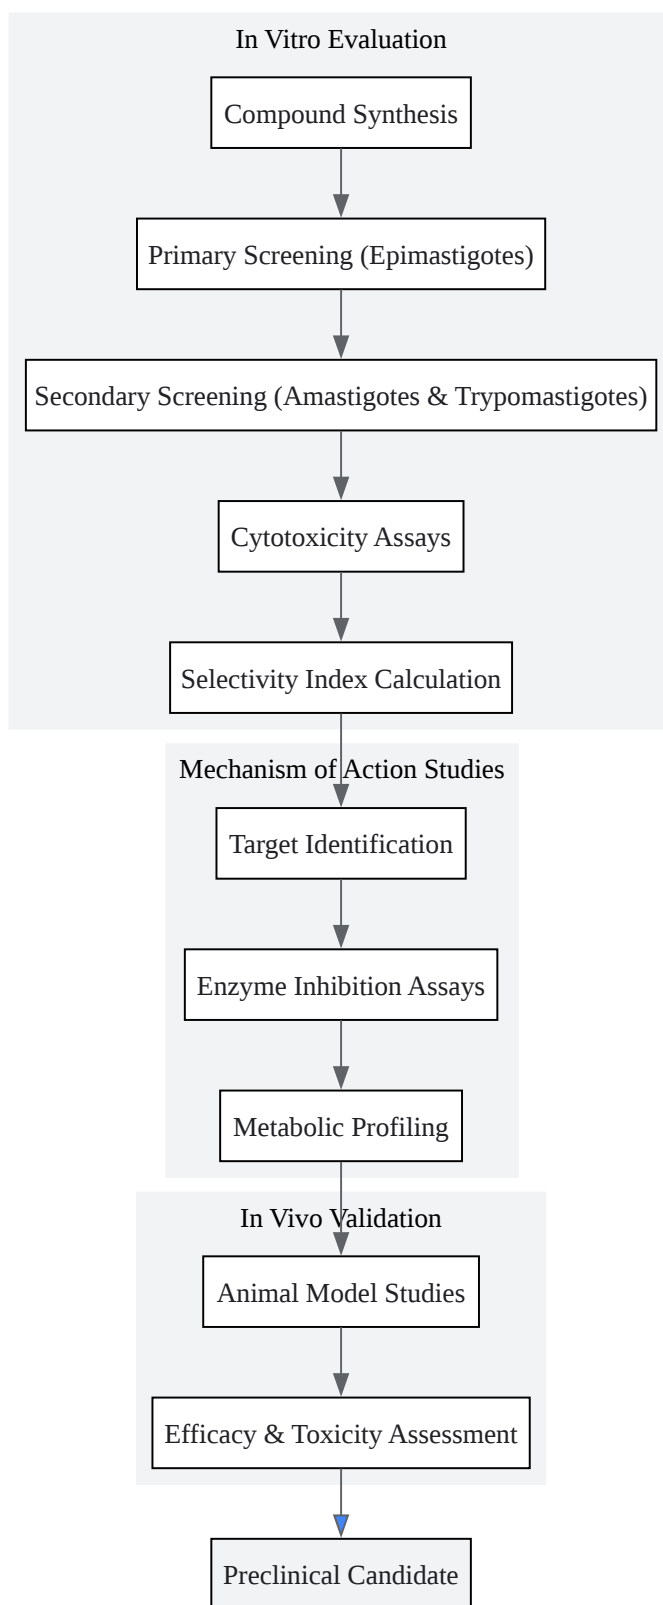 In Vitro Evaluation
Compound Synthesis
Primary Screening (Epimastigotes)
Secondary Screening (Amastigotes & Trypomastigotes)
Cytotoxicity Assays
Selectivity Index Calculation
Mechanism of Action Studies
Target Identification
Enzyme Inhibition Assays
Metabolic Profiling
In Vivo Validation
Animal Model Studies
Efficacy & Toxicity Assessment
Preclinical Candidate